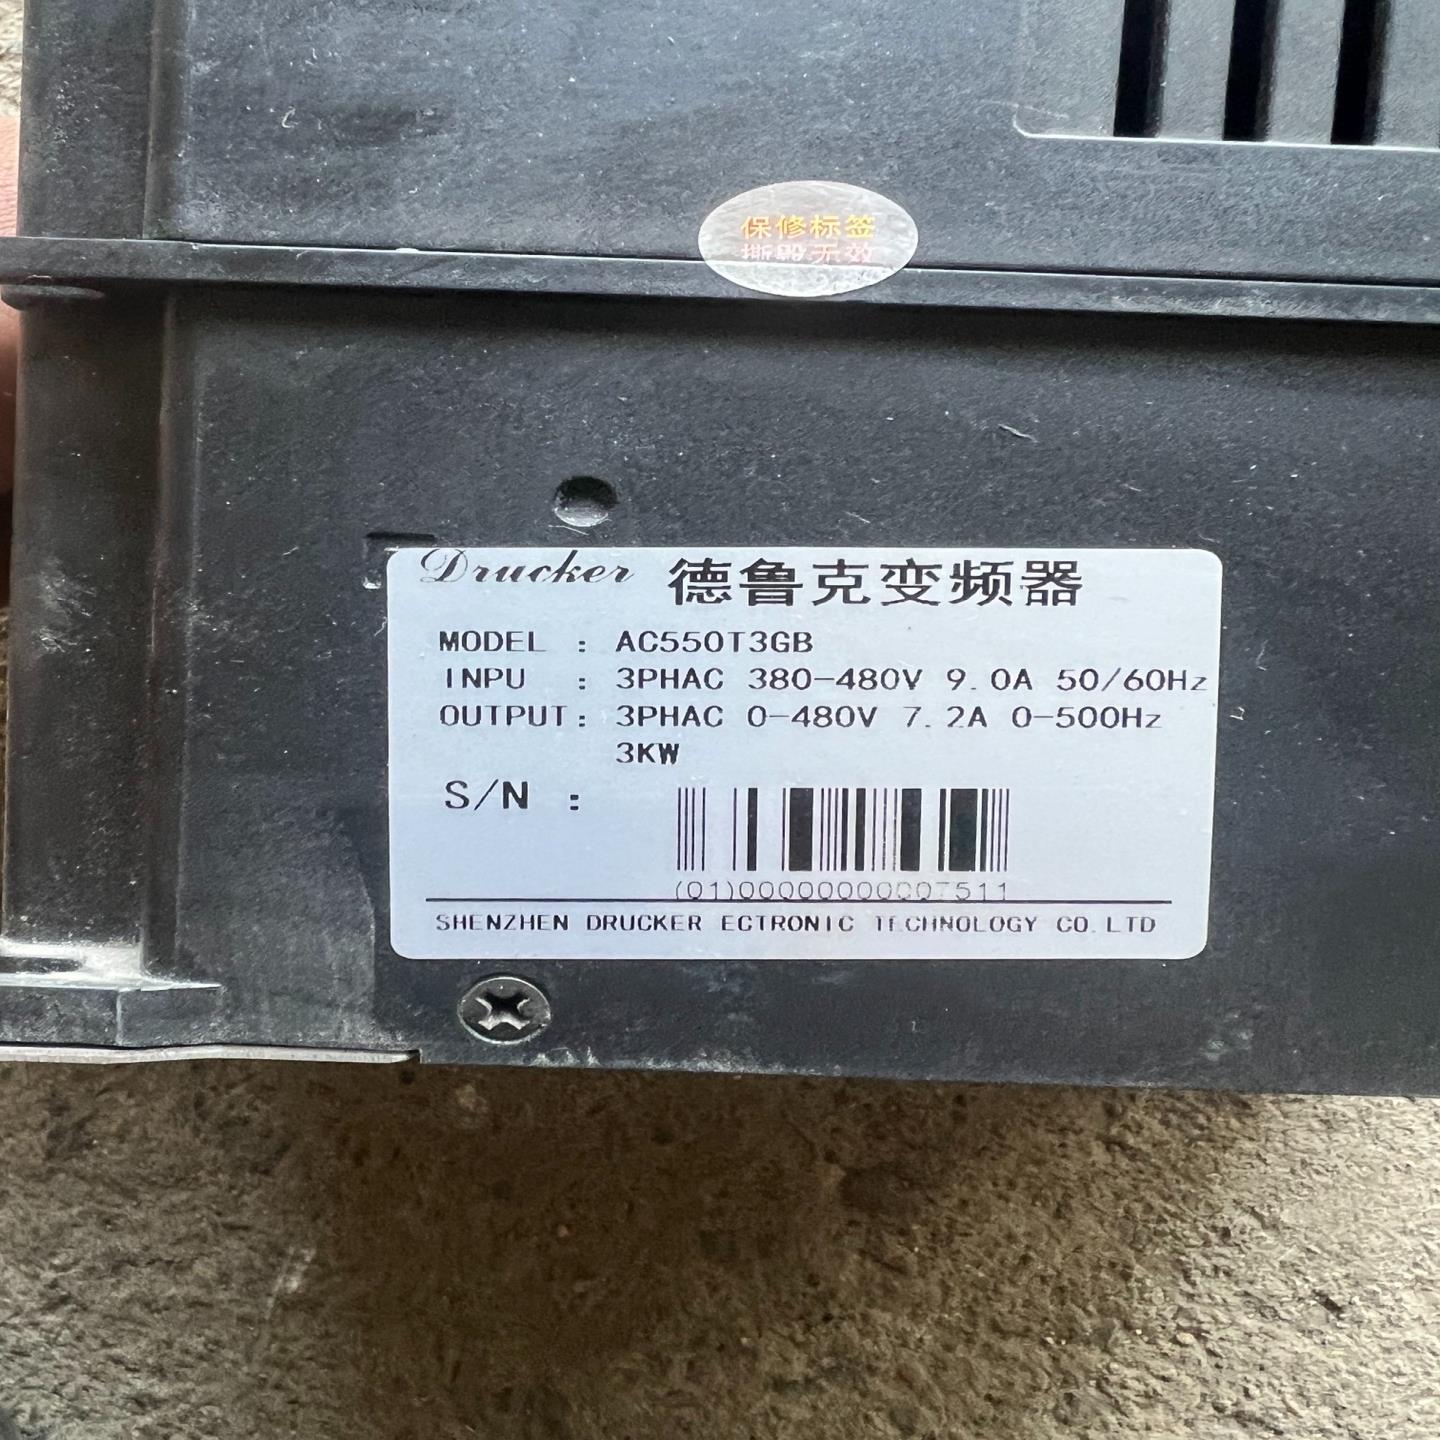 保修标签
撕毁无效
Drucker 德鲁克变频器
MODEL : AC550T3GB
INPU : 3PHAC 380-480V 9.0A 50/60Hz
OUTPUT: 3PHAC 0-480V 7.2A 0-500Hz
3KW
S/N :
(01)00000000007511
SHENZHEN DRUCKER ECTRONIC TECHNOLOGY CO.LTD